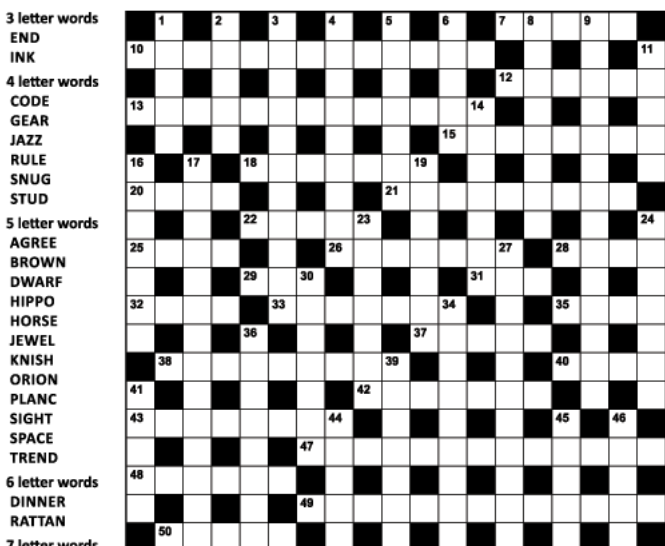 3 letter words
END
INK
4 letter words
CODE
GEAR
JAZZ
RULE
SNUG
STUD
5 letter words
AGREE
BROWN
DWARF
HIPPO
HORSE
JEWEL
KNISH
ORION
PLANC
SIGHT
SPACE
TREND
6 letter words
DINNER
RATTAN
7 letter words
1 2 3 4 5 6 7 8 9
10 11
12
13 14
15
16 17 18 19
20 21
22 23 24
25 26 27 28
29 30 31
32 33 34 35
36 37
38 39 40
41 42
43 44 45 46
47
48
49
50